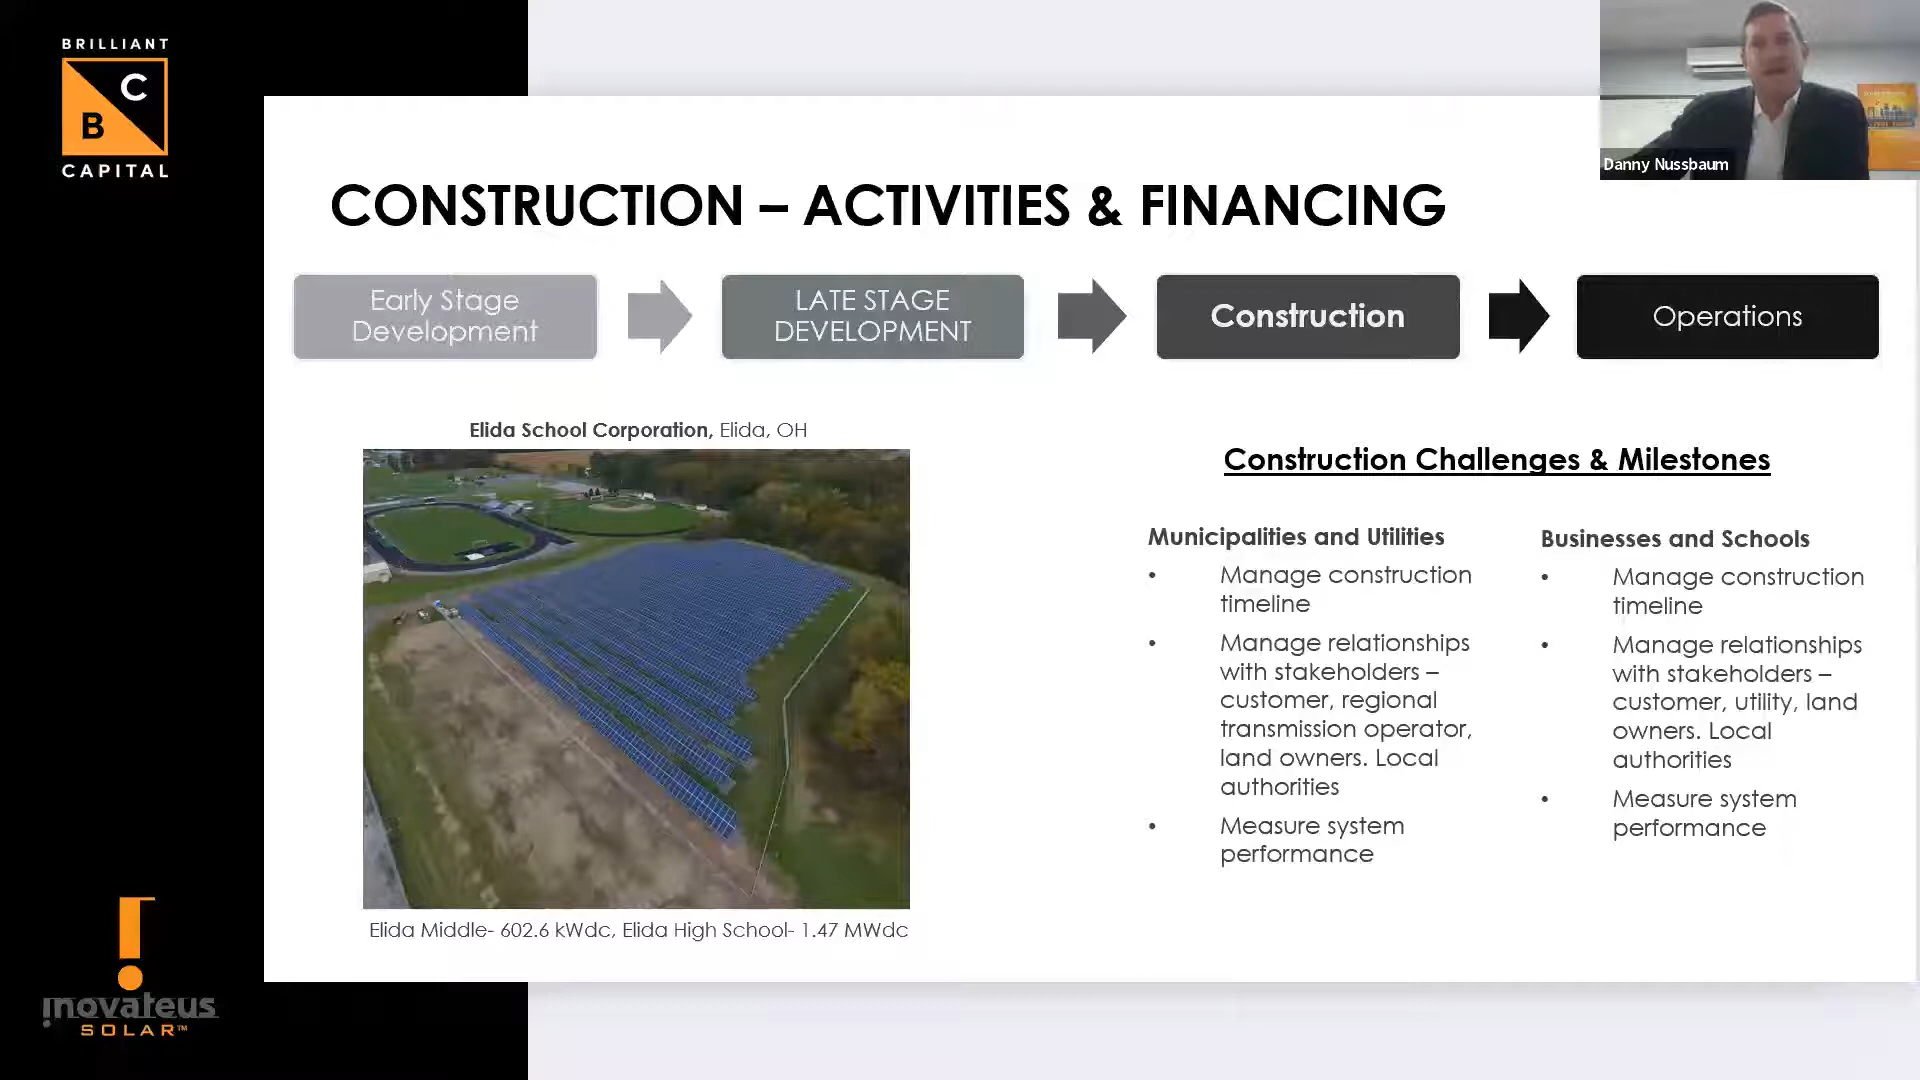 BRILLIANT
C
B
CAPITAL
Danny Nussbaum
CONSTRUCTION – ACTIVITIES & FINANCING
Early Stage
Development
LATE STAGE
DEVELOPMENT
Construction
Operations
Elida School Corporation, Elida, OH
Elida Middle- 602.6 kWdc, Elida High School- 1.47 MWdc
Construction Challenges & Milestones
Municipalities and Utilities
• Manage construction
timeline
• Manage relationships
with stakeholders –
customer, regional
transmission operator,
land owners. Local
authorities
• Measure system
performance
Businesses and Schools
• Manage construction
timeline
• Manage relationships
with stakeholders –
customer, utility, land
owners. Local
authorities
• Measure system
performance
inovateus
SOLAR™